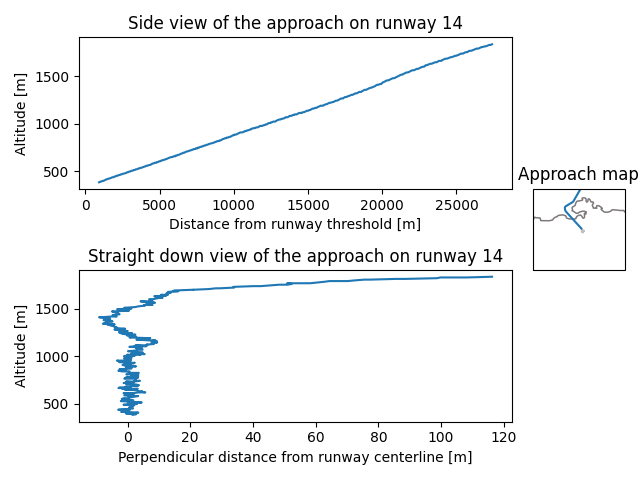 Side view of the approach on runway 14
Altitude [m]
1500
1000
500
0
5000
10000
15000
20000
25000
Distance from runway threshold [m]
Approach map
Straight down view of the approach on runway 14
Altitude [m]
1500
1000
500
0
20
40
60
80
100
120
Perpendicular distance from runway centerline [m]